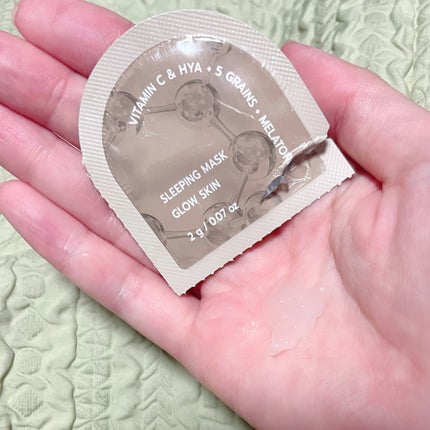 VITAMIN C & HYA + 5 GRAINS + MELATO
SLEEPING MASK
GLOW SKIN
2 g / 0.07 oz